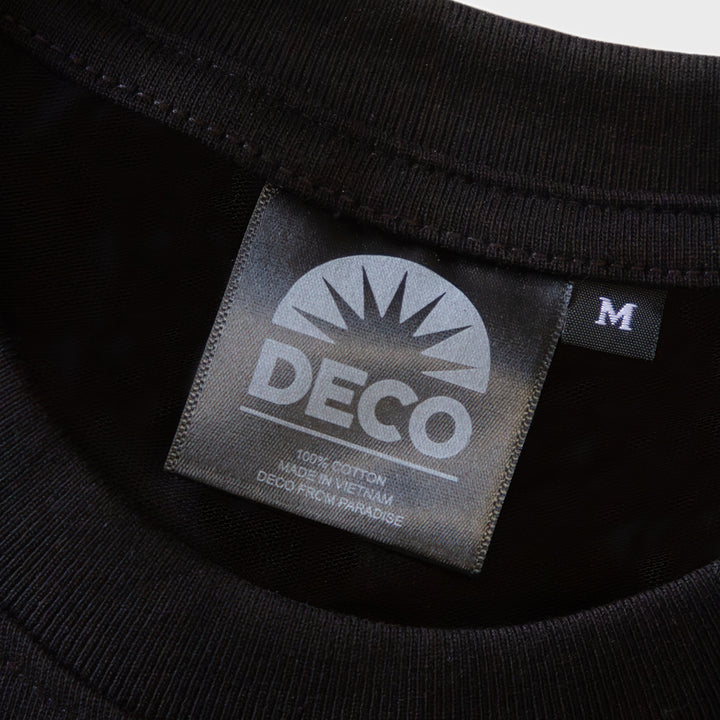 DECO
100% COTTON
MADE IN VIETNAM
DECO FROM PARADISE
M